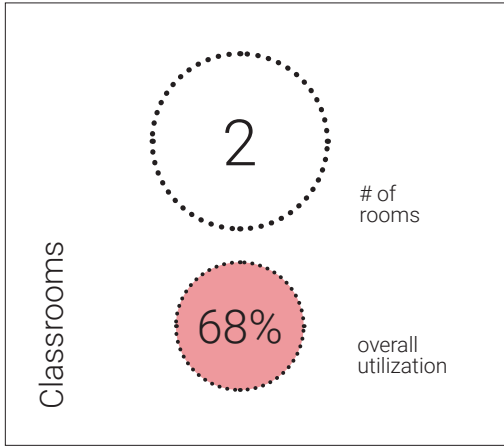 2
# of
rooms
Classrooms
68%
overall
utilization